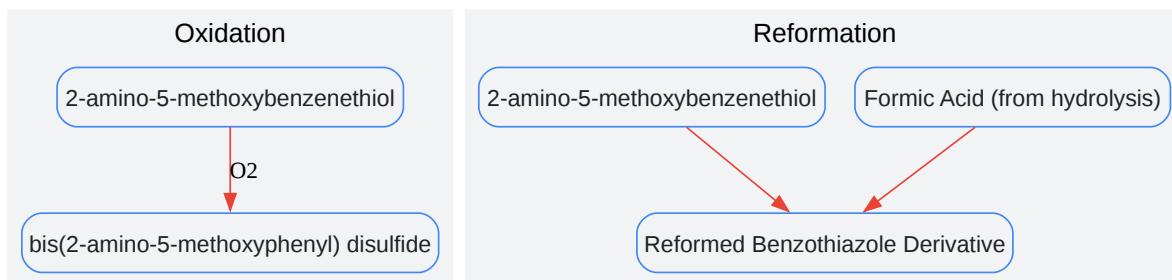 Oxidation
2-amino-5-methoxybenzenethiol
O2
bis(2-amino-5-methoxyphenyl) disulfide
Reformation
2-amino-5-methoxybenzenethiol
Formic Acid (from hydrolysis)
Reformed Benzothiazole Derivative